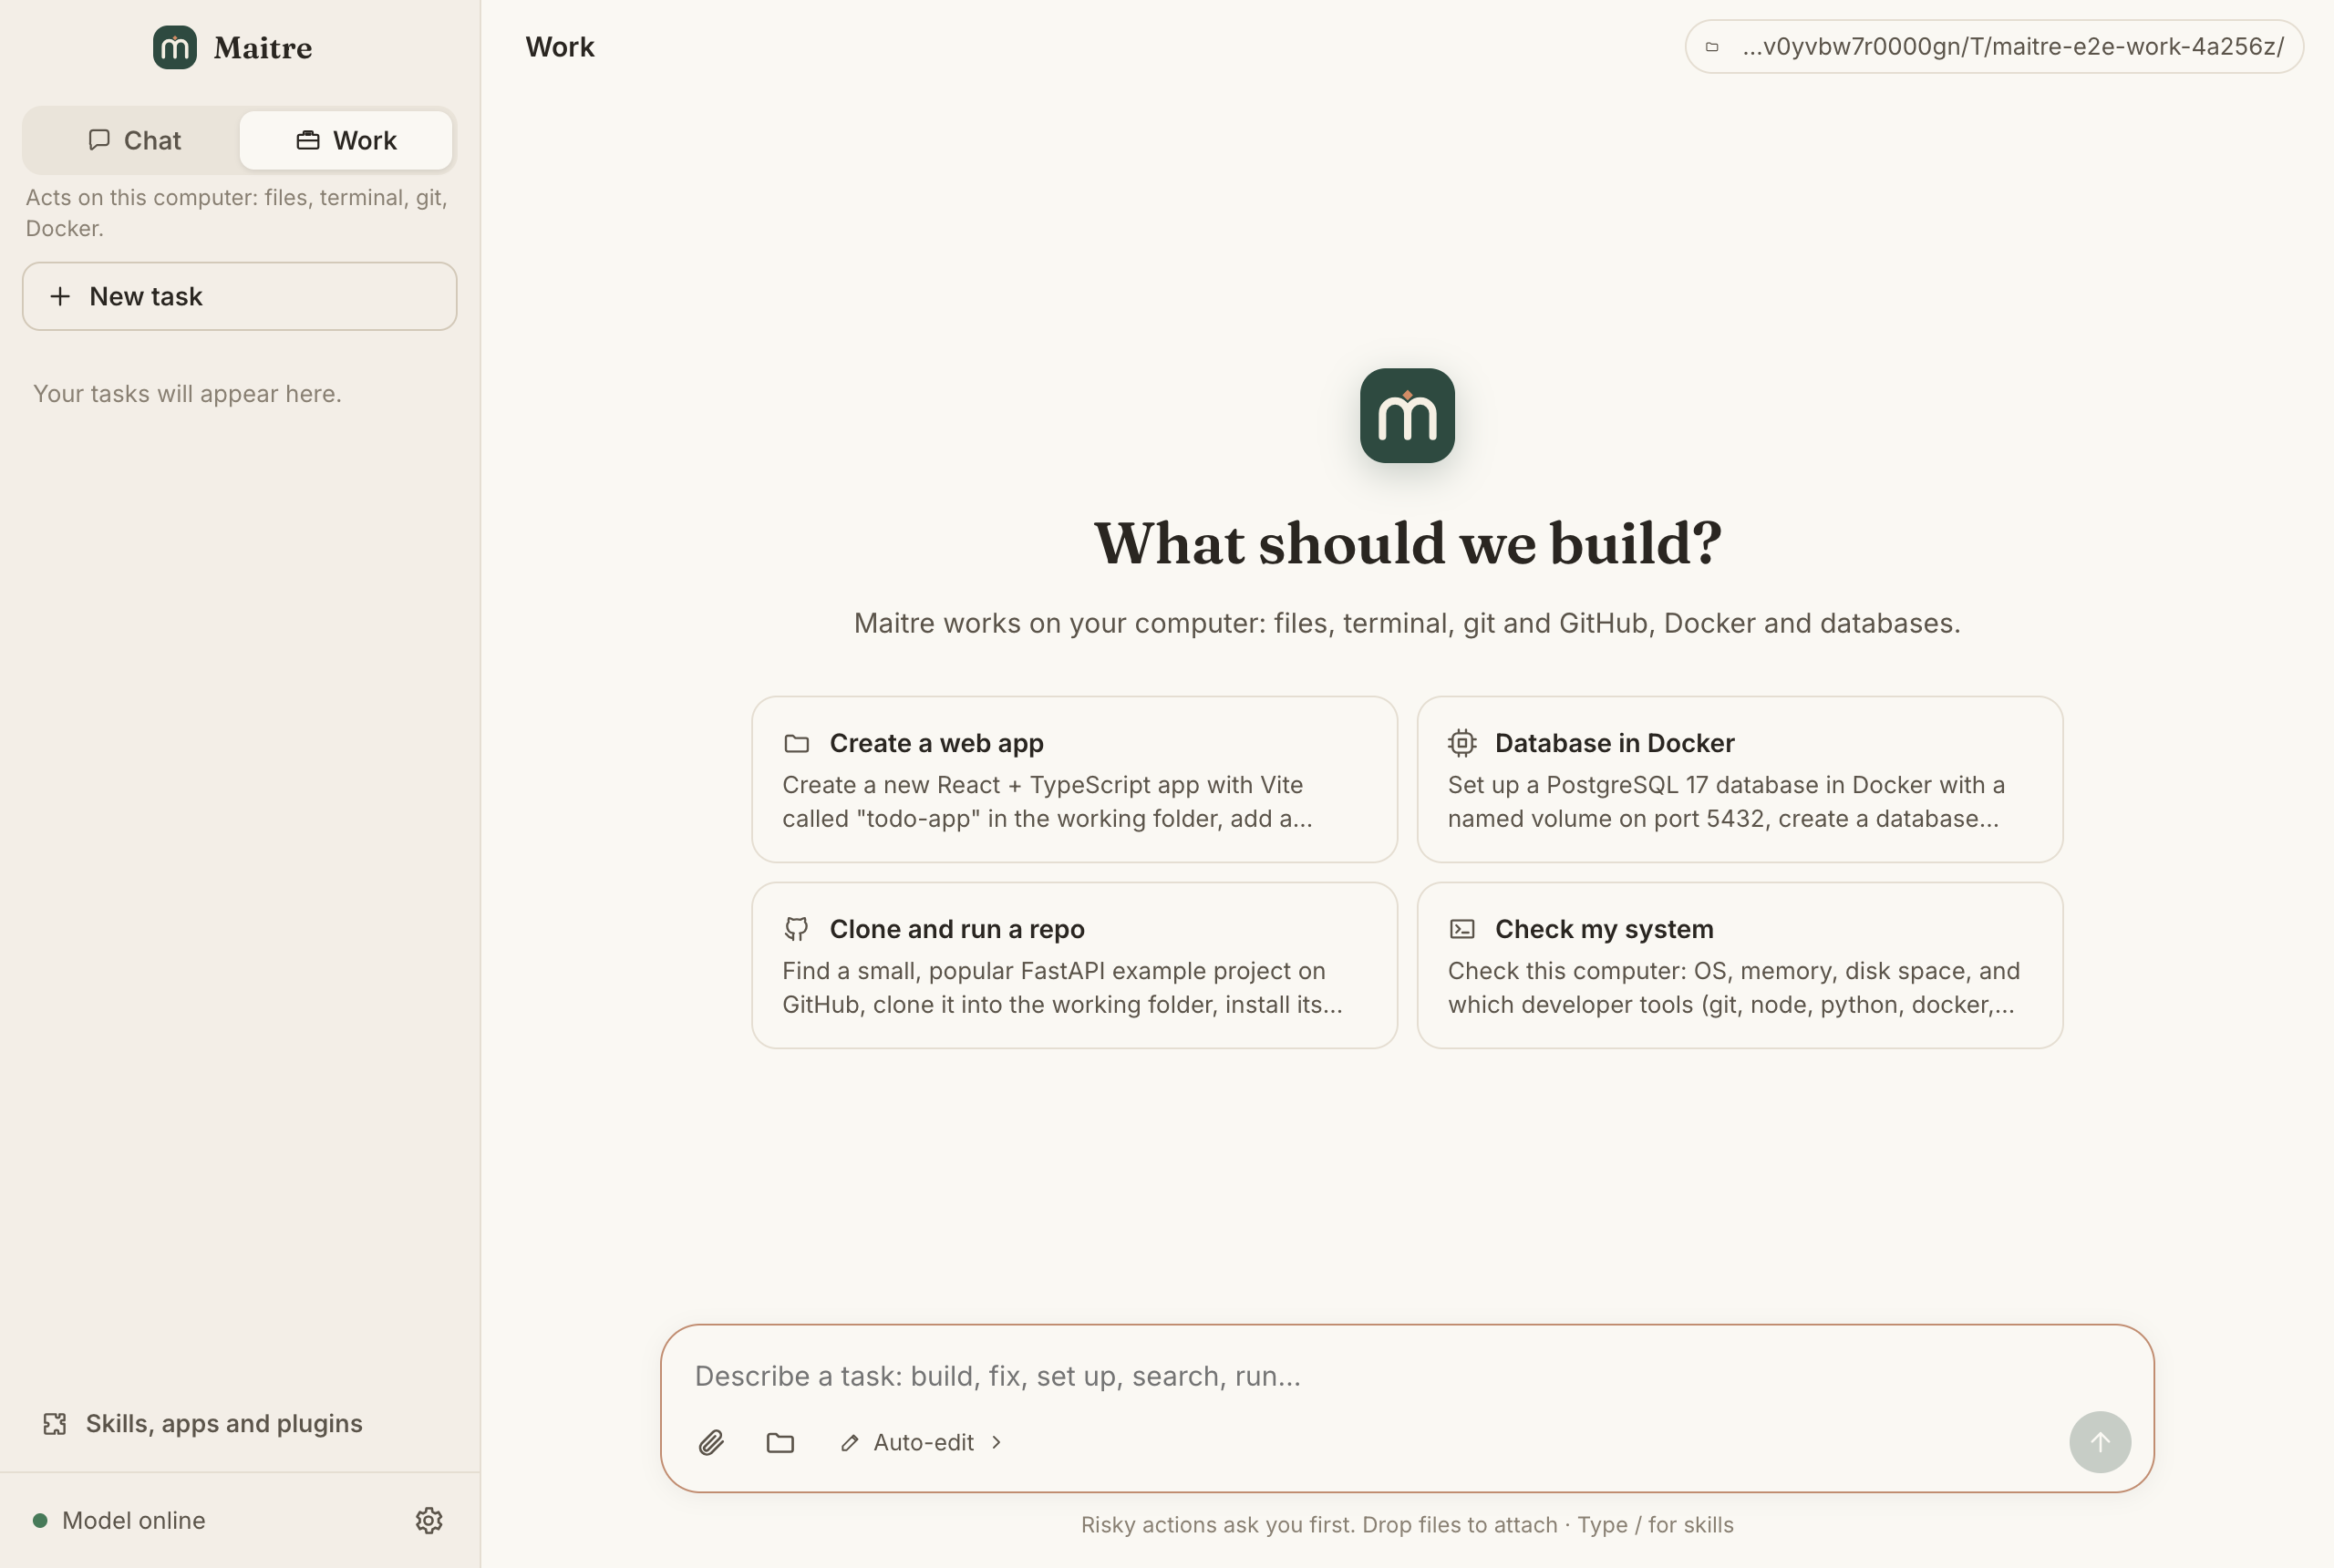 Maitre
Chat
Work
Acts on this computer: files, terminal, git,
Docker.
New task
Your tasks will appear here.
Skills, apps and plugins
Model online
Work
...v0yvbw7r0000gn/T/maitre-e2e-work-4a256z/
What should we build?
Maitre works on your computer: files, terminal, git and GitHub, Docker and databases.
Create a web app
Create a new React + TypeScript app with Vite
called "todo-app" in the working folder, add a...
Database in Docker
Set up a PostgreSQL 17 database in Docker with a
named volume on port 5432, create a database...
Clone and run a repo
Find a small, popular FastAPI example project on
GitHub, clone it into the working folder, install its...
Check my system
Check this computer: OS, memory, disk space, and
which developer tools (git, node, python, docker,...
Describe a task: build, fix, set up, search, run...
Auto-edit
Risky actions ask you first. Drop files to attach · Type / for skills